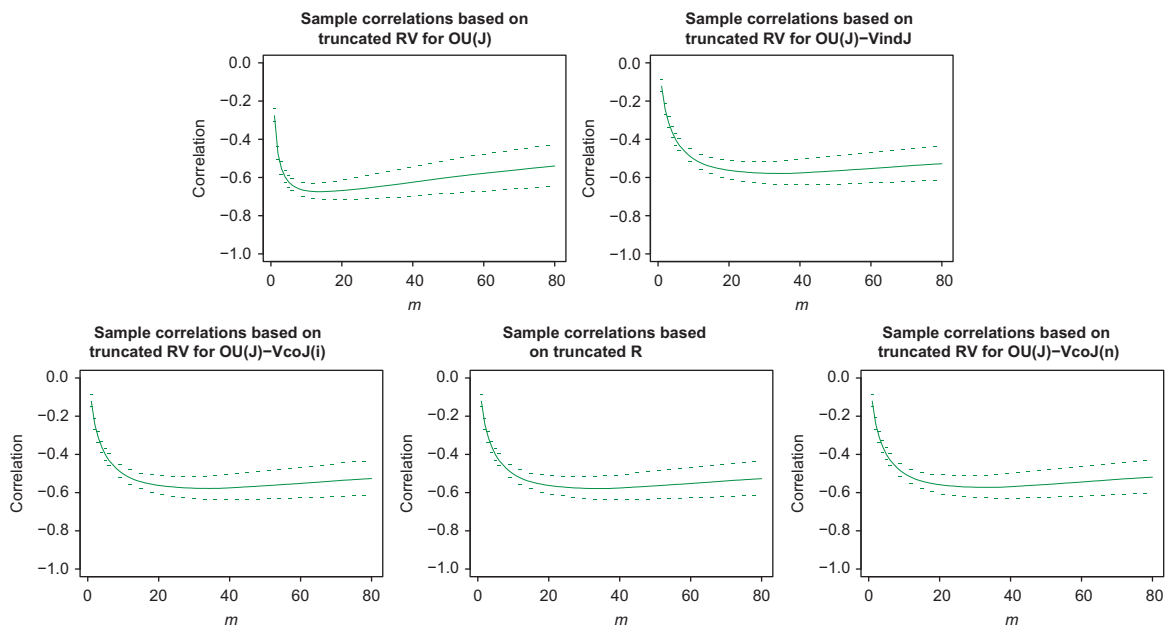 Sample correlations based on
truncated RV for OU(J)
0.0
−0.2
−0.4
−0.6
−0.8
−1.0
Correlation
0
20
40
60
80
m
Sample correlations based on
truncated RV for OU(J)−VindJ
0.0
−0.2
−0.4
−0.6
−0.8
−1.0
Correlation
0
20
40
60
80
m
Sample correlations based on
truncated RV for OU(J)−VcoJ(i)
0.0
−0.2
−0.4
−0.6
−0.8
−1.0
Correlation
0
20
40
60
80
m
Sample correlations based
on truncated R
0.0
−0.2
−0.4
−0.6
−0.8
−1.0
Correlation
0
20
40
60
80
m
Sample correlations based on
truncated RV for OU(J)−VcoJ(n)
0.0
−0.2
−0.4
−0.6
−0.8
−1.0
Correlation
0
20
40
60
80
m